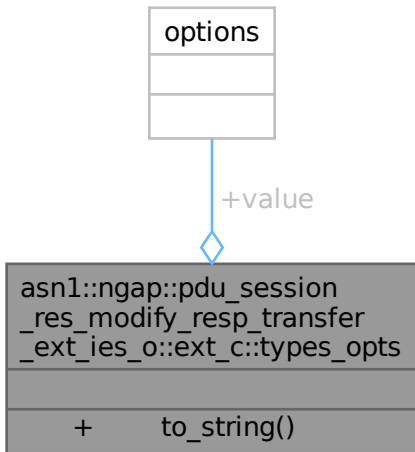 options
+value
asn1::ngap::pdu_session
_res_modify_resp_transfer
_ext_ies_o::ext_c::types_opts
+ to_string()